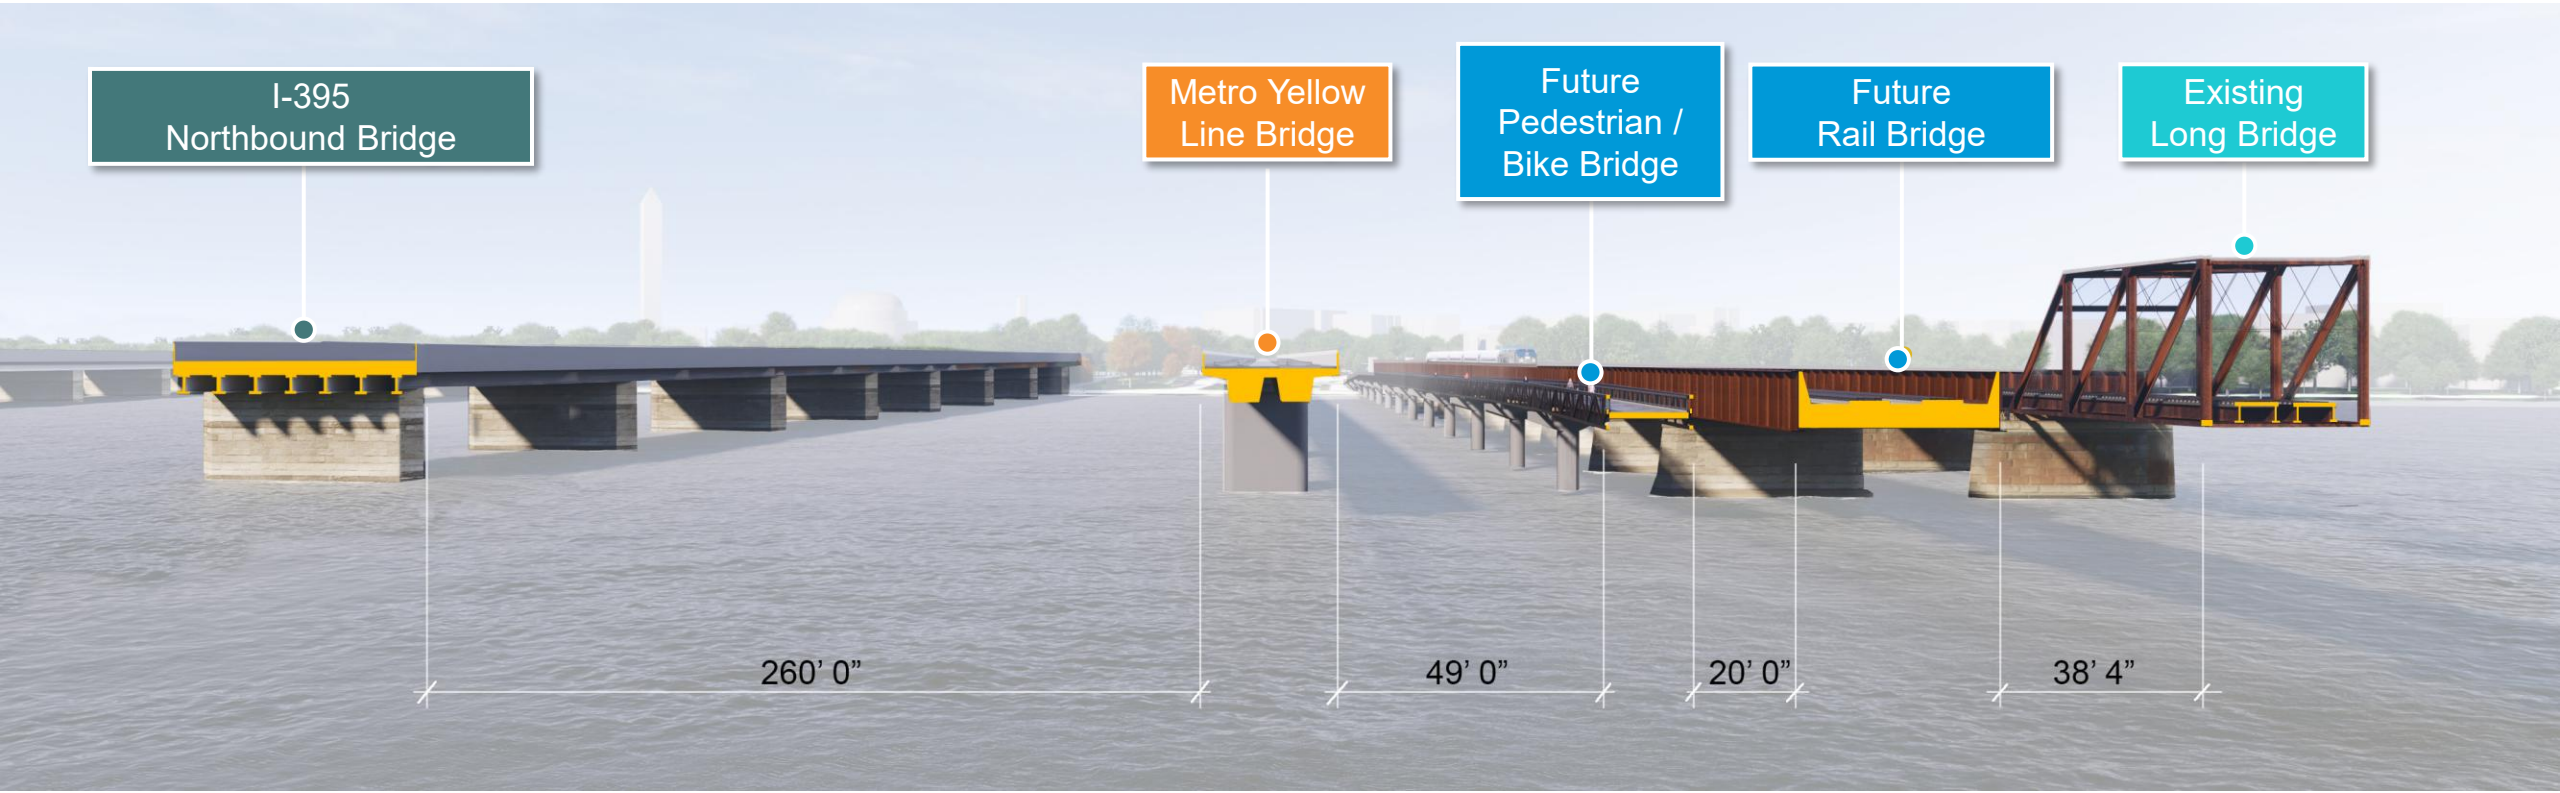 I-395
Northbound Bridge
Metro Yellow
Line Bridge
Future
Pedestrian /
Bike Bridge
Future
Rail Bridge
Existing
Long Bridge
260’ 0”
49’ 0”
20’ 0”
38’ 4”